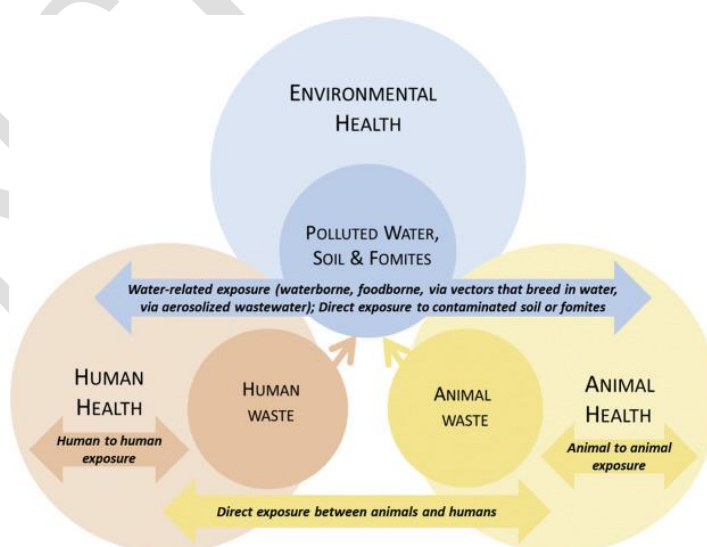 ENVIRONMENTAL
HEALTH
POLLUTED WATER,
SOIL & FOMITES
Water-related exposure (waterborne, foodborne, via vectors that breed in water,
via aerosolized wastewater); Direct exposure to contaminated soil or fomites
HUMAN
HEALTH
HUMAN
WASTE
ANIMAL
WASTE
ANIMAL
HEALTH
Human to human
exposure
Animal to animal
exposure
Direct exposure between animals and humans